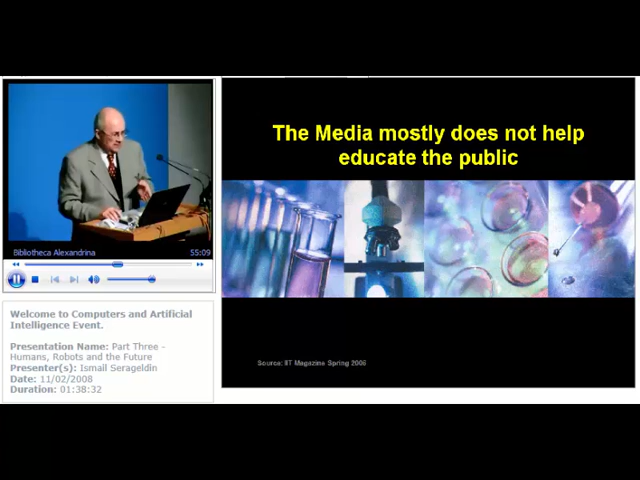 The Media mostly does not help
educate the public
Bibliotheca Alexandrina 55:09
Welcome to Computers and Artificial
Intelligence Event.
Presentation Name: Part Three -
Humans, Robots and the Future
Presenter(s): Ismail Serageldin
Date: 11/02/2008
Duration: 01:38:32
Source: IIT Magazine Spring 2006